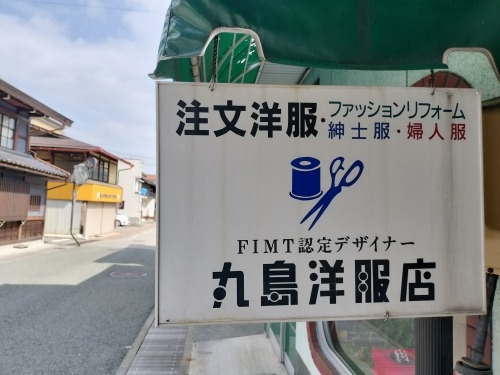 注文洋服・ファッションリフォーム
紳士服・婦人服
FIMT認定デザイナー
丸島洋服店